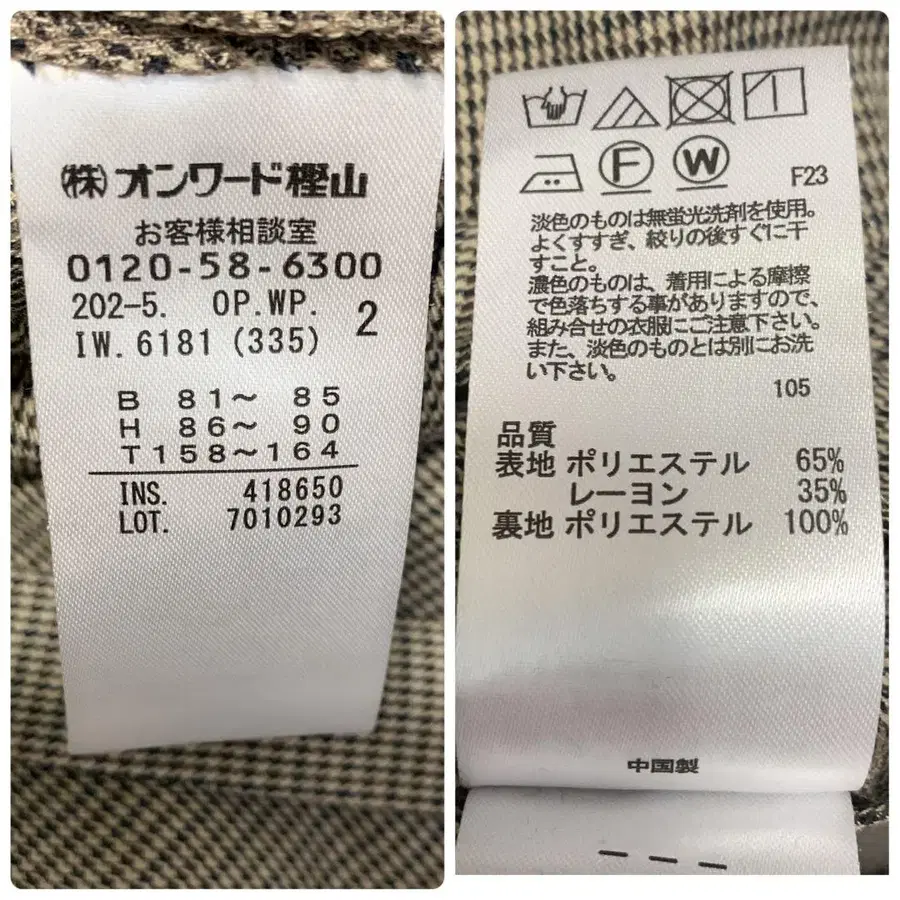 ㈱オンワード樫山
お客様相談室
0120-58-6300
202-5. OP.WP. 2
IW.6181 (335)
B 81〜 85
H 86〜 90
T158〜164
INS. 418650
LOT. 7010293
F W F23
淡色のものは無蛍光洗剤を使用。
よくすすぎ、絞りの後すぐに干
すこと。
濃色のものは、着用による摩擦
で色落ちする事がありますので、
組み合せの衣服にご注意下さい。
また、淡色のものとは別にお洗
い下さい。
105
品質
表地 ポリエステル 65%
レーヨン 35%
裏地 ポリエステル 100%
中国製